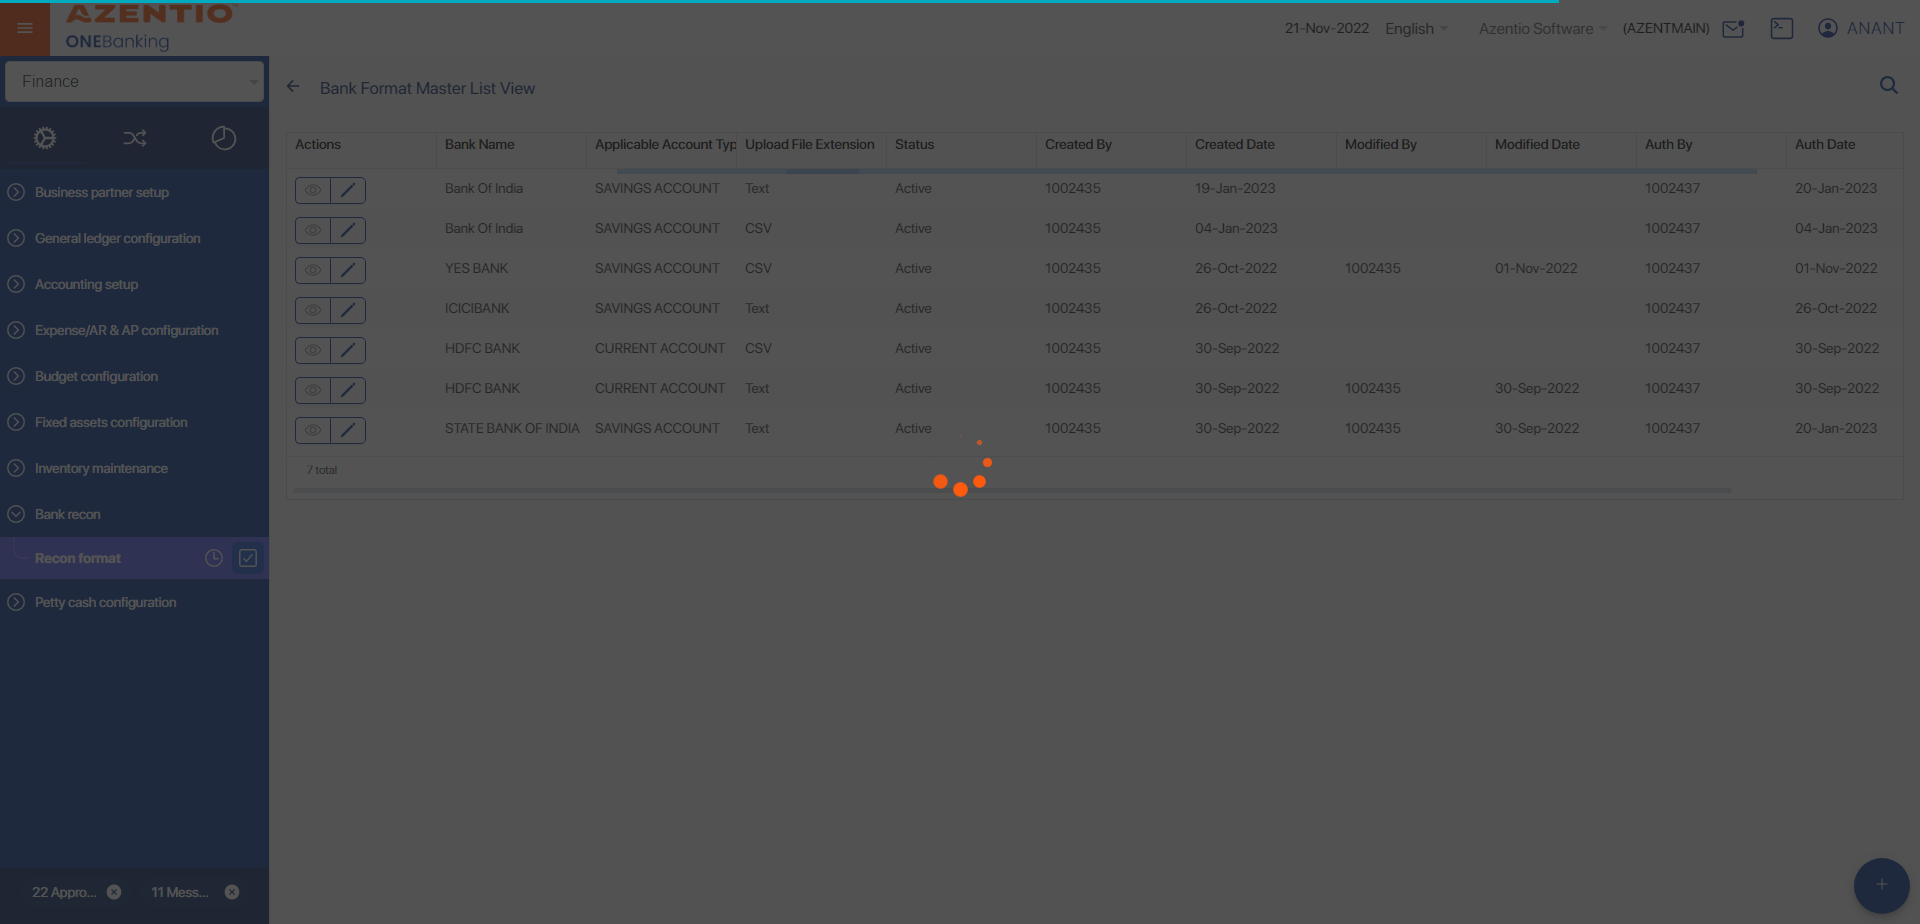 AZENTIO
ONEBanking
21-Nov-2022 English Azentio Software (AZENTMAIN) ANANT
Finance
Bank Format Master List View
Business partner setup
General ledger configuration
Accounting setup
Expense/AR & AP configuration
Budget configuration
Fixed assets configuration
Inventory maintenance
Bank recon
Recon format
Petty cash configuration
22 Appro... 11 Mess...
Actions Bank Name Applicable Account Typ Upload File Extension Status Created By Created Date Modified By Modified Date Auth By Auth Date
Bank Of India SAVINGS ACCOUNT Text Active 1002435 19-Jan-2023 1002437 20-Jan-2023
Bank Of India SAVINGS ACCOUNT CSV Active 1002435 04-Jan-2023 1002437 04-Jan-2023
YES BANK SAVINGS ACCOUNT CSV Active 1002435 26-Oct-2022 1002435 01-Nov-2022 1002437 01-Nov-2022
ICICIBANK SAVINGS ACCOUNT Text Active 1002435 26-Oct-2022 1002437 26-Oct-2022
HDFC BANK CURRENT ACCOUNT CSV Active 1002435 30-Sep-2022 1002437 30-Sep-2022
HDFC BANK CURRENT ACCOUNT Text Active 1002435 30-Sep-2022 1002435 30-Sep-2022 1002437 30-Sep-2022
STATE BANK OF INDIA SAVINGS ACCOUNT Text Active 1002435 30-Sep-2022 1002435 30-Sep-2022 1002437 20-Jan-2023
7 total